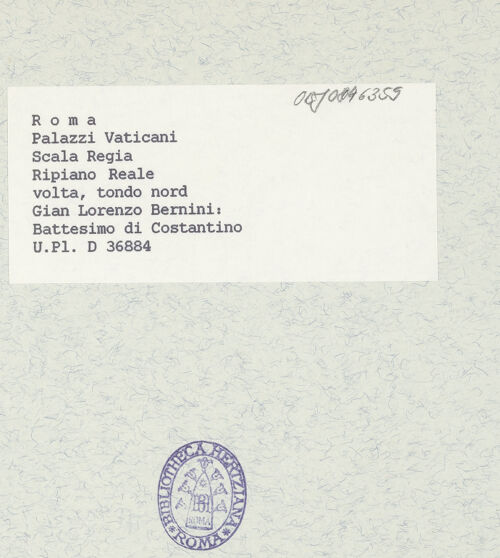 R o m a
Palazzi Vaticani
Scala Regia
Ripiano Reale
volta, tondo nord
Gian Lorenzo Bernini:
Battesimo di Costantino
U.Pl. D 36884
BIBLIOTHECA HERTZIANA
ROMA
ROMA